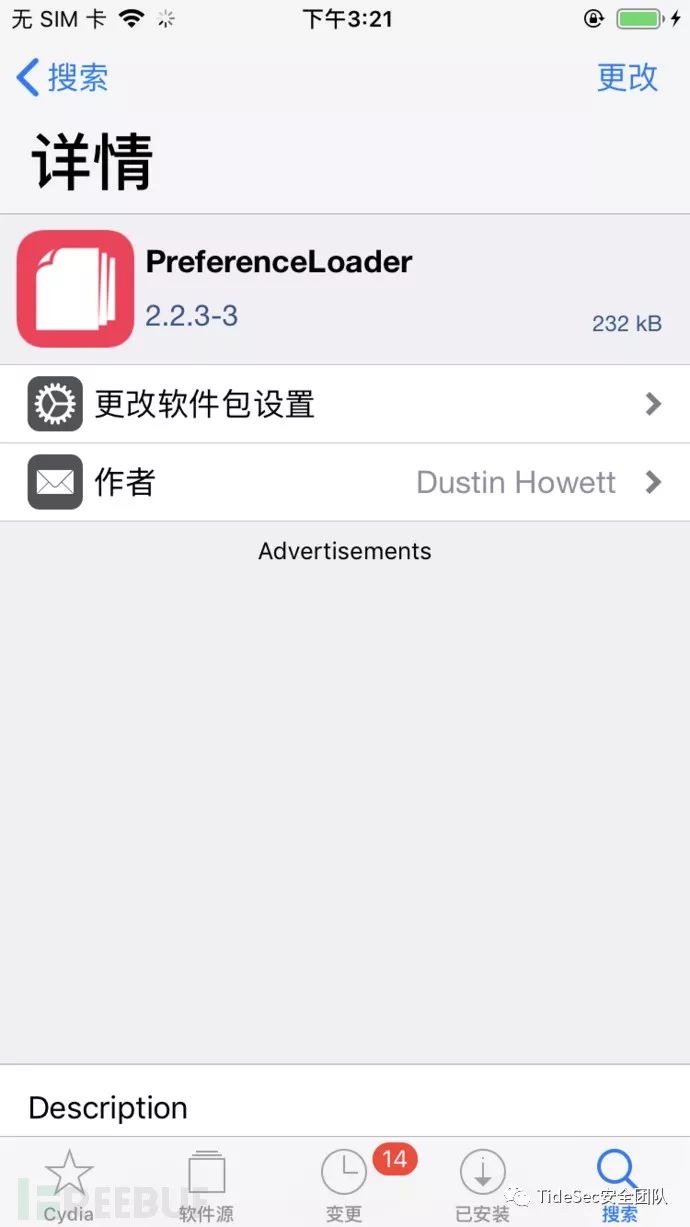 无 SIM 卡 下午3:21
搜索 更改
详情
PreferenceLoader
2.2.3-3 232 kB
更改软件包设置
作者 Dustin Howett
Advertisements
Description
14
Cydia 软件源 变更 已安装 搜索
FREEBUF
TideSec安全团队